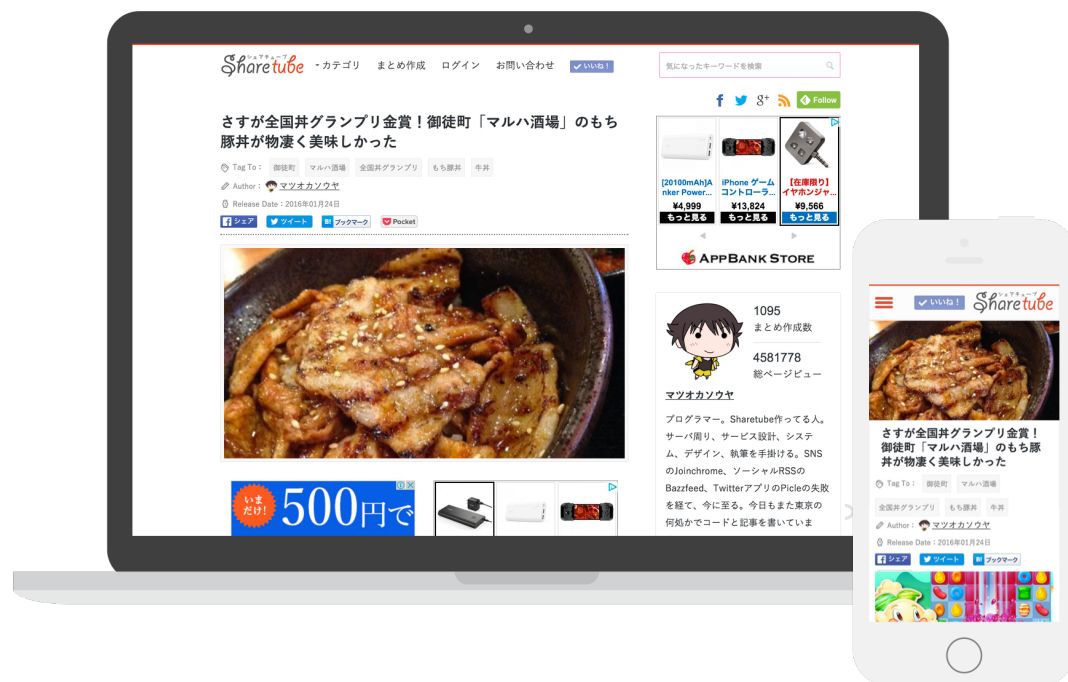 シェアキューブ
Sharetube
カテゴリ まとめ作成 ログイン お問い合わせ いいね！
気になったキーワードを検索
Follow
さすが全国丼グランプリ金賞！御徒町「マルハ酒場」のもち
豚丼が物凄く美味しかった
Tag To： 御徒町 マルハ酒場 全国丼グランプリ もち豚丼 牛丼
Author： マツオカソウヤ
Release Date：2016年01月24日
シェア ツイート B! ブックマーク Pocket
[20100mAh]A
nker Power...
¥4,999
もっと見る
iPhone ゲーム
コントローラ...
¥13,824
もっと見る
【在庫限り】
イヤホンジャ...
¥9,566
もっと見る
APPBANK STORE
1095
まとめ作成数
4581778
総ページビュー
マツオカソウヤ
プログラマー。Sharetube作ってる人。
サーバ周り、サービス設計、システ
ム、デザイン、執筆を手掛ける。SNS
のJoinchrome、ソーシャルRSSの
Bazzfeed、TwitterアプリのPicleの失敗
を経て、今に至る。今日もまた東京の
何処かでコードと記事を書いていま
いま
だけ!
500円で
いいね！
シェアキューブ
Sharetube
さすが全国丼グランプリ金賞！
御徒町「マルハ酒場」のもち豚
丼が物凄く美味しかった
Tag To： 御徒町 マルハ酒場
全国丼グランプリ もち豚丼 牛丼
Author： マツオカソウヤ
Release Date：2016年01月24日
シェア ツイート B! ブックマーク